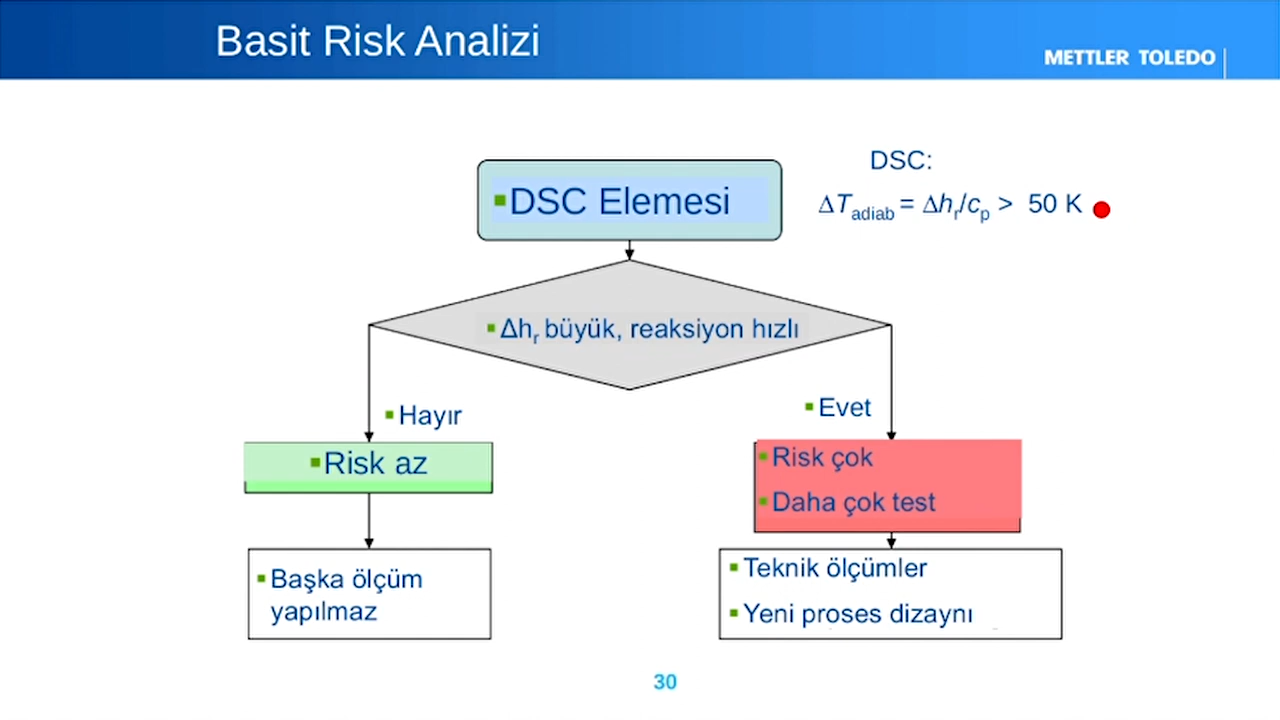 Basit Risk Analizi
METTLER TOLEDO
DSC Elemesi
DSC:
ΔTadiab = Δhr/cp > 50 K
Δhr büyük, reaksiyon hızlı
Hayır
Evet
Risk az
Risk çok
Daha çok test
Başka ölçüm
yapılmaz
Teknik ölçümler
Yeni proses dizaynı
30